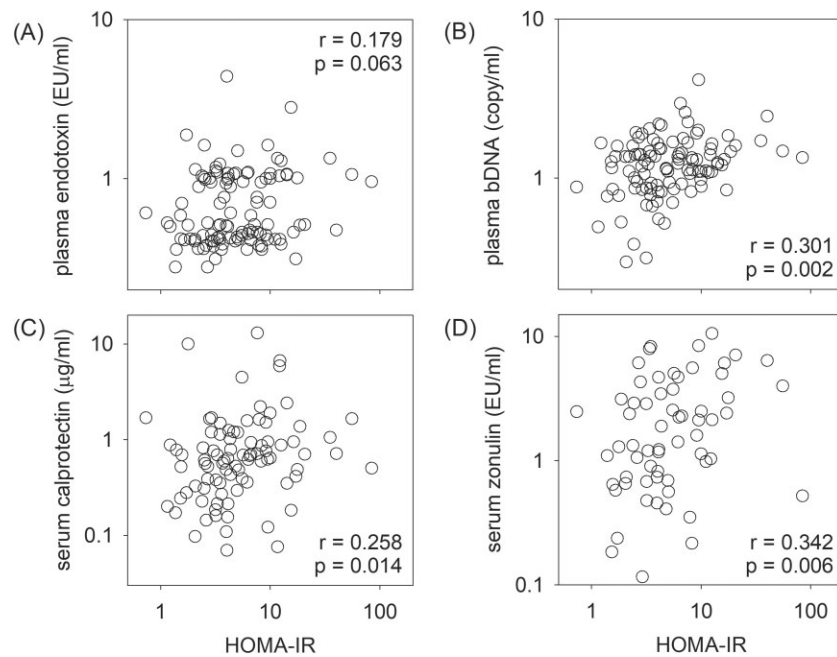 (A)
plasma endotoxin (EU/ml)
10
1
r = 0.179
p = 0.063
(B)
plasma bDNA (copy/ml)
10
1
r = 0.301
p = 0.002
(C)
serum calprotectin (µg/ml)
10
1
0.1
r = 0.258
p = 0.014
1
10
100
HOMA-IR
(D)
serum zonulin (EU/ml)
10
1
0.1
r = 0.342
p = 0.006
1
10
100
HOMA-IR